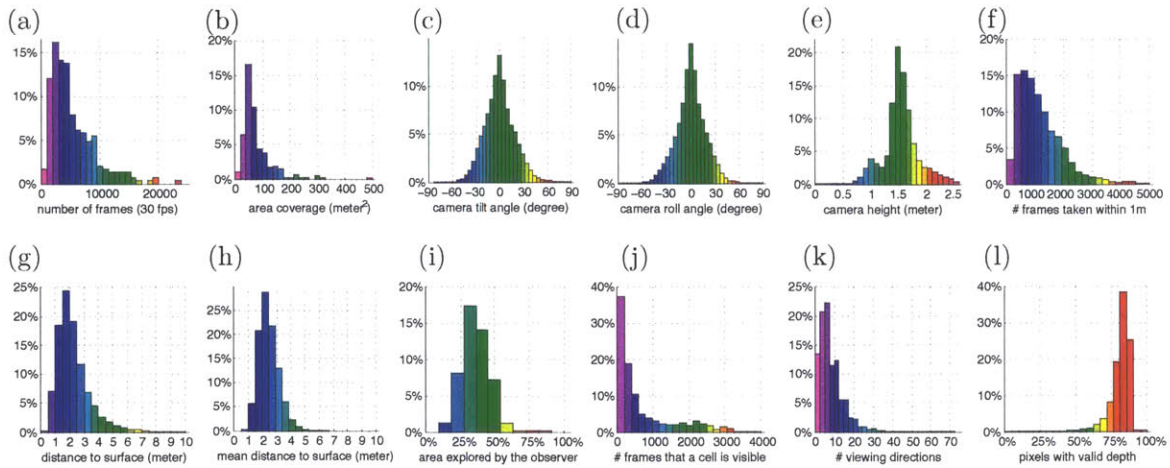 (a) (b) (c) (d) (e) (f)
15%
10%
5%
0%
0 10000 20000
number of frames (30 fps)
20%
15%
10%
5%
0%
0 100 200 300 400 500
area coverage (meter²)
10%
5%
0%
−90 −60 −30 0 30 60 90
camera tilt angle (degree)
10%
5%
0%
−90 −60 −30 0 30 60 90
camera roll angle (degree)
20%
15%
10%
5%
0%
0.5 1 1.5 2 2.5
camera height (meter)
20%
15%
10%
5%
0%
1000 2000 3000 4000 5000
# frames taken within 1m
(g) (h) (i) (j) (k) (l)
25%
20%
15%
10%
5%
0%
0 1 2 3 4 5 6 7 8 9 10
distance to surface (meter)
30%
25%
20%
15%
10%
5%
0%
0 1 2 3 4 5 6 7 8 9 10
mean distance to surface (meter)
20%
15%
10%
5%
0%
0% 25% 50% 75% 100%
area explored by the observer
40%
30%
20%
10%
0%
0 1000 2000 3000 4000
# frames that a cell is visible
25%
20%
15%
10%
5%
0%
0 10 20 30 40 50 60 70
# viewing directions
40%
30%
20%
10%
0%
0% 25% 50% 75% 100%
pixels with valid depth